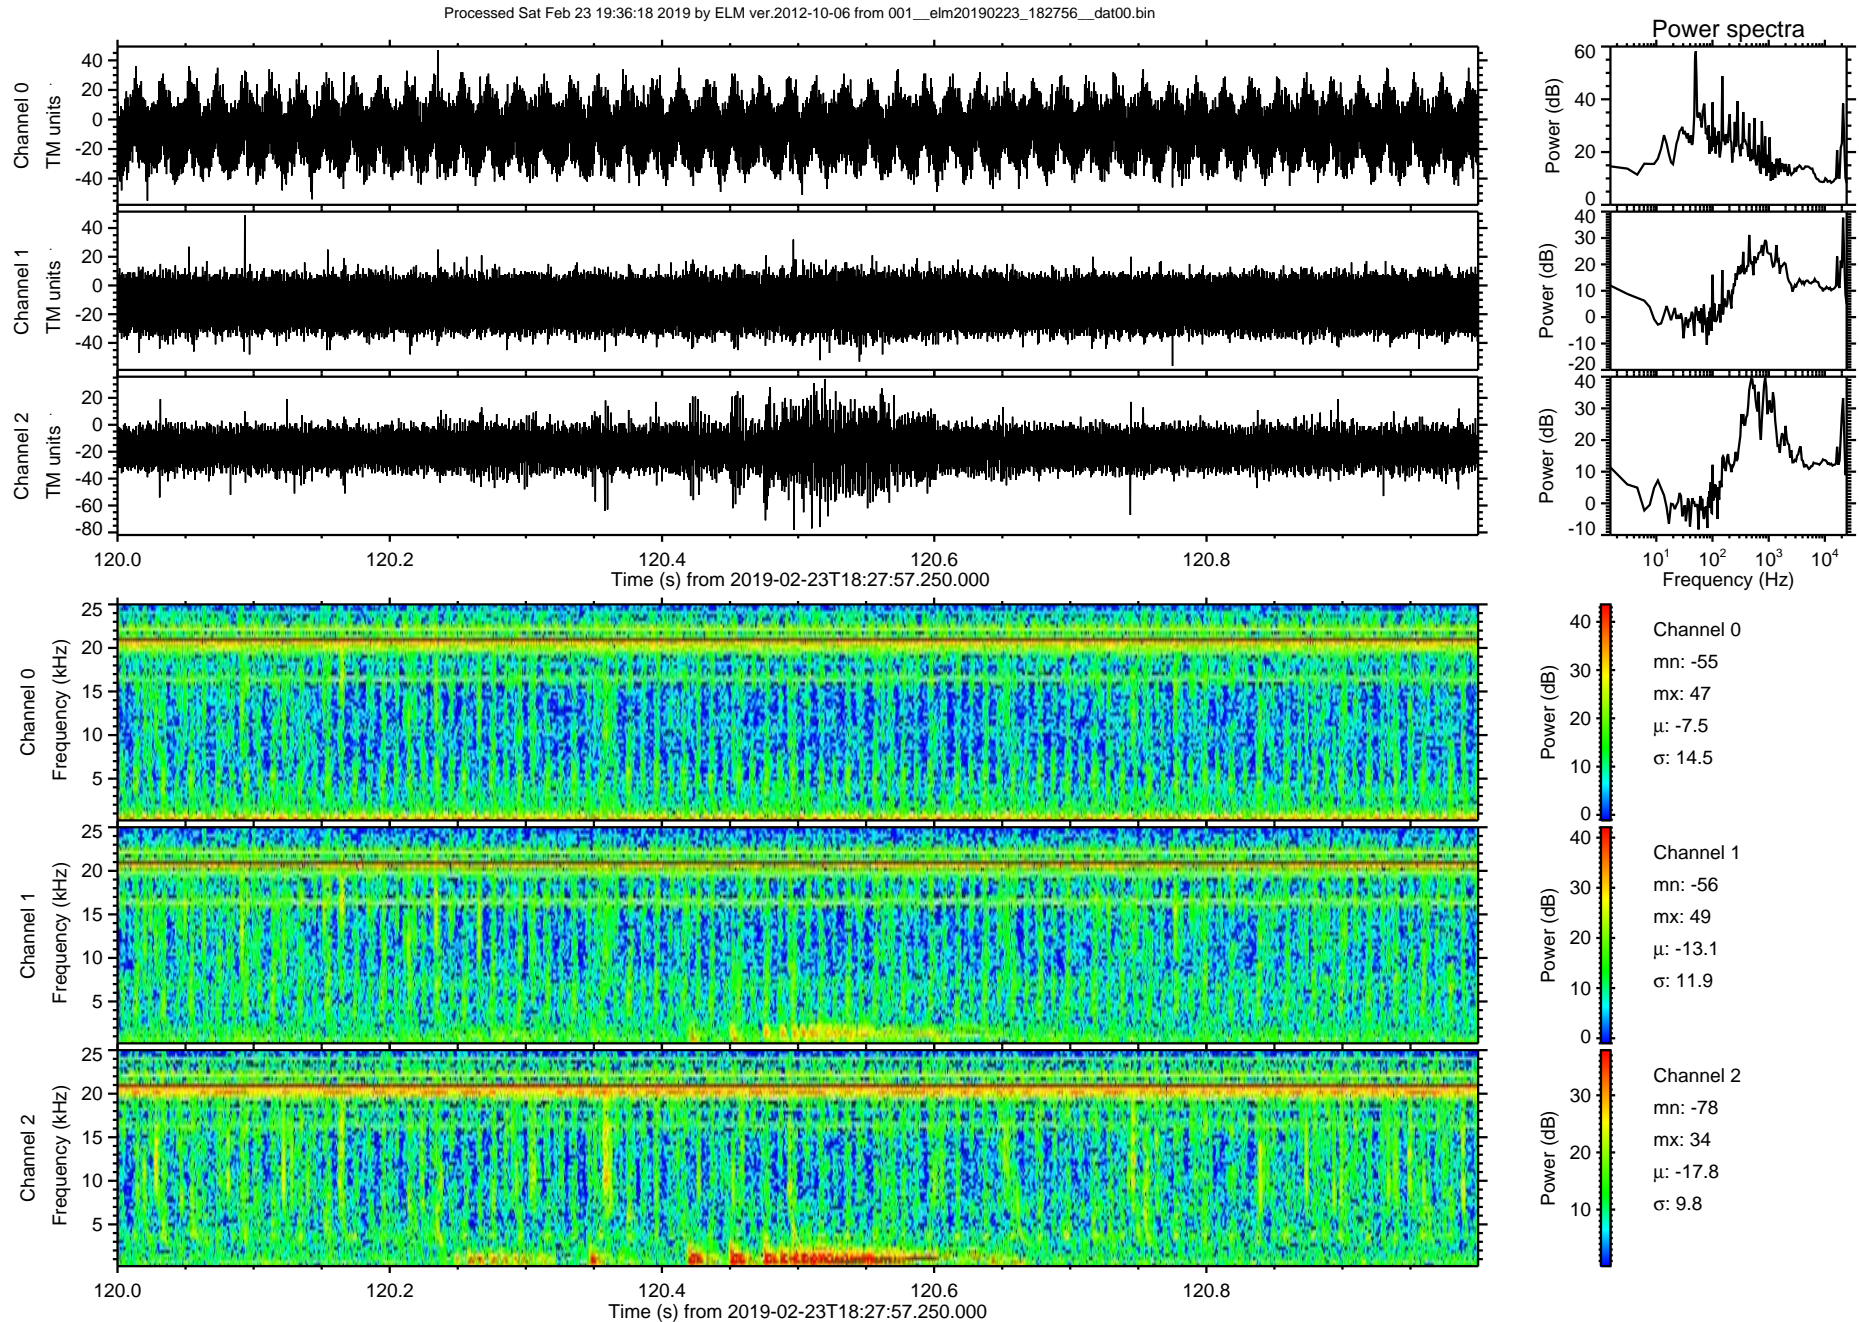 Processed Sat Feb 23 19:36:18 2019 by ELM ver.2012-10-06 from 001__elm20190223_182756__dat00.bin
Power spectra
Channel 0
TM units
40
20
0
-20
-40
Power (dB)
60
40
20
0
Channel 1
TM units
40
20
0
-20
-40
Power (dB)
40
30
20
10
0
-10
-20
Channel 2
TM units
20
0
-20
-40
-60
-80
Power (dB)
40
30
20
10
0
-10
120.0 120.2 120.4 120.6 120.8
Time (s) from 2019-02-23T18:27:57.250.000
10^1 10^2 10^3 10^4
Frequency (Hz)
Channel 0
Frequency (kHz)
25
20
15
10
5
Power (dB)
40
30
20
10
0
Channel 0
mn: -55
mx: 47
μ: -7.5
σ: 14.5
Channel 1
Frequency (kHz)
25
20
15
10
5
Power (dB)
40
30
20
10
0
Channel 1
mn: -56
mx: 49
μ: -13.1
σ: 11.9
Channel 2
Frequency (kHz)
25
20
15
10
5
Power (dB)
30
20
10
Channel 2
mn: -78
mx: 34
μ: -17.8
σ: 9.8
120.0 120.2 120.4 120.6 120.8
Time (s) from 2019-02-23T18:27:57.250.000